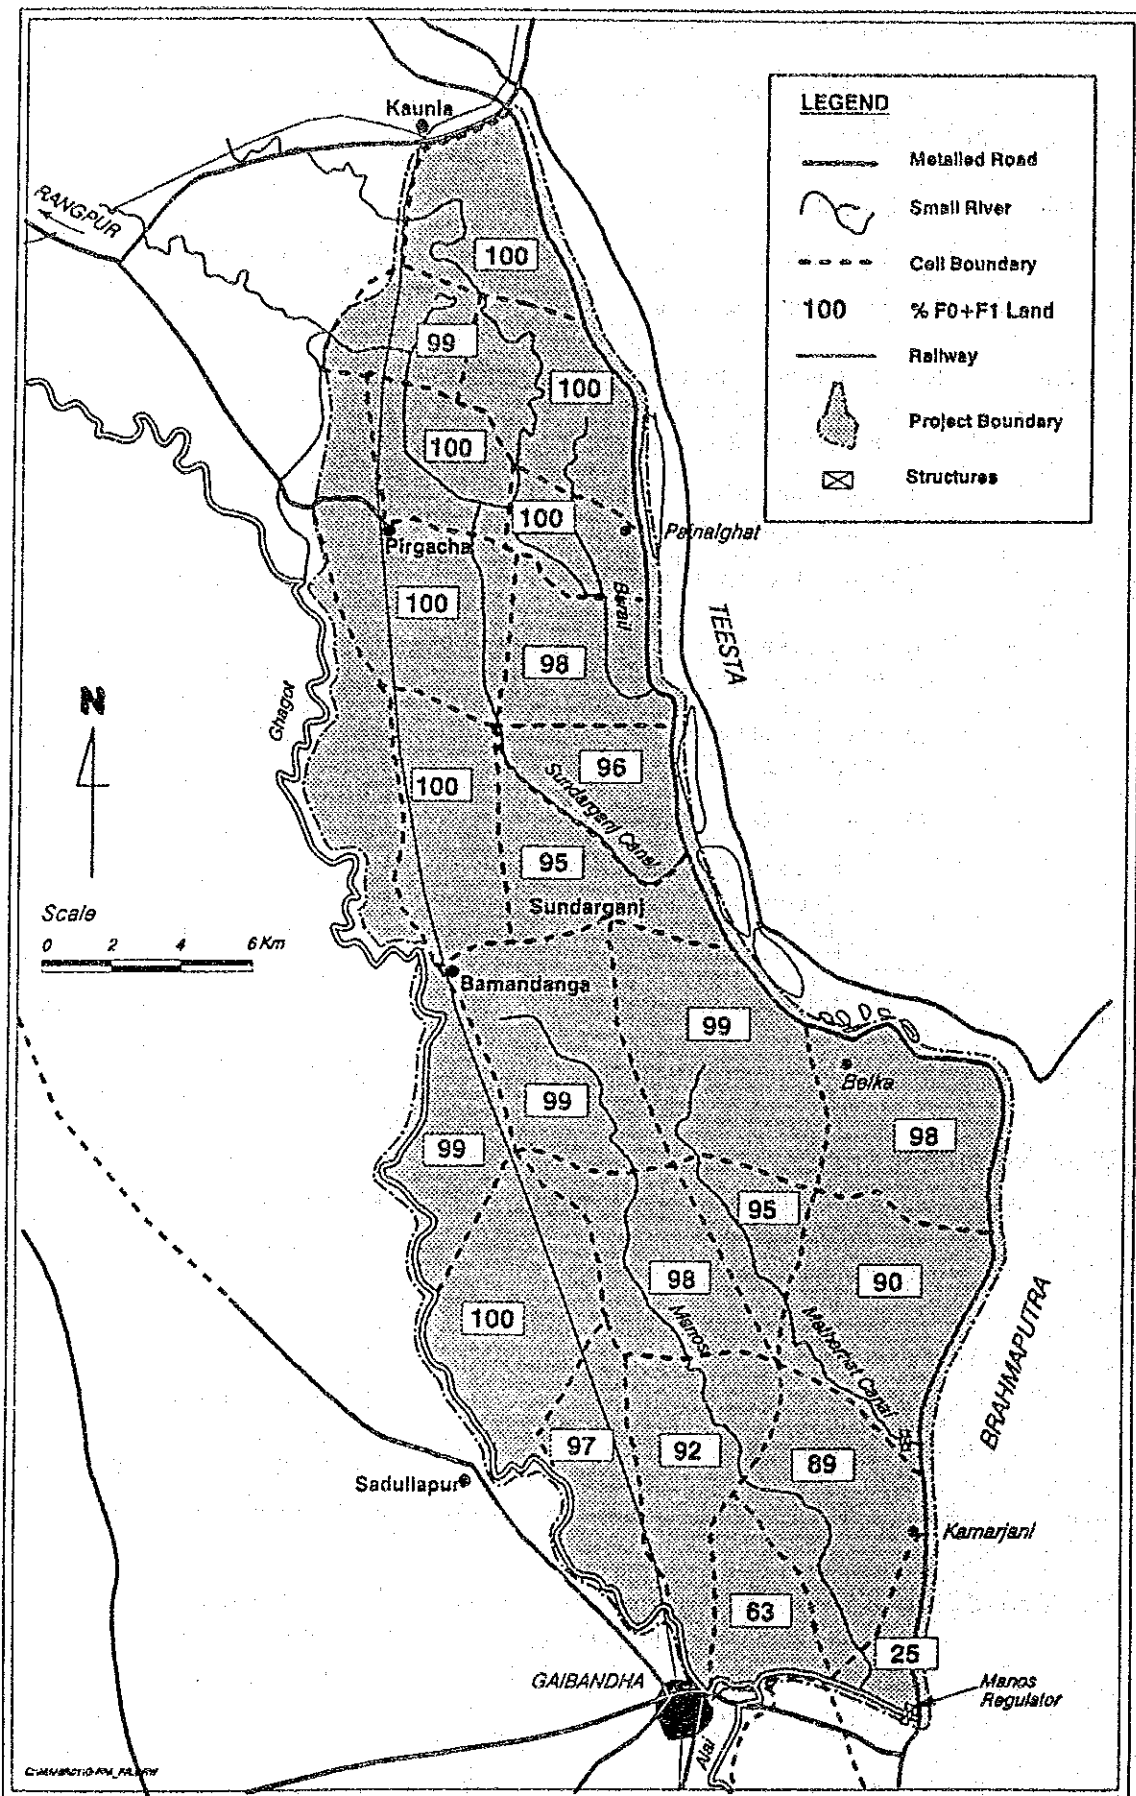 Kaunia
RANGPUR
LEGEND
Metalled Road
Small River
Cell Boundary
100 % F0+F1 Land
Railway
Project Boundary
Structures
100
99
100
100
100
Painalghat
Pirgacha
100
Barail
TEESTA
98
Ghagot
N
96
100
Sundarganj Canal
95
Sundarganj
Scale
0 2 4 6 Km
Bamandanga
99
Belka
99
98
99
95
98
90
100
Manosi
Malhorhat Canal
BRAHMAPUTRA
97
92
89
Sadullapur
Kamarjani
63
25
GAIBANDHA
Manos
Regulator
Nai